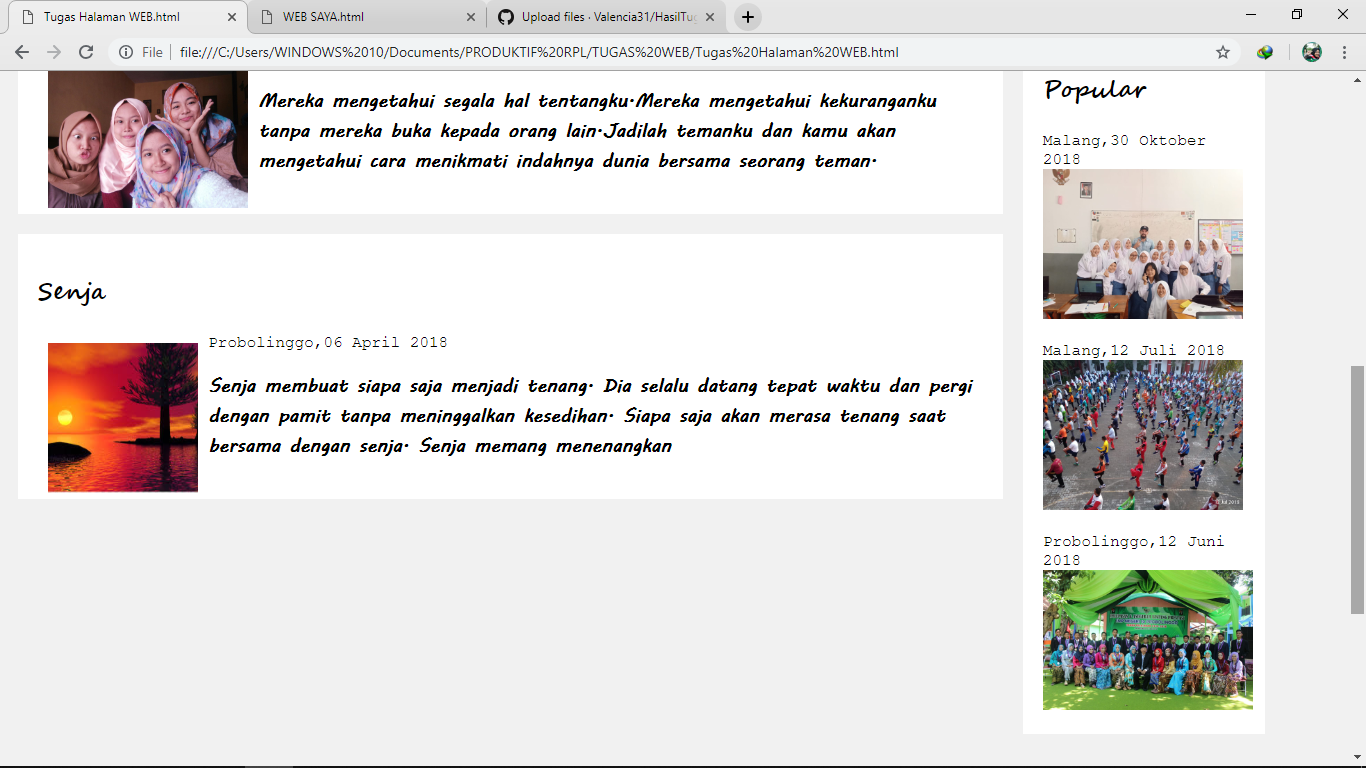 Tugas Halaman WEB.html
WEB SAYA.html
Upload files · Valencia31/HasilTug
File
file:///C:/Users/WINDOWS%2010/Documents/PRODUKTIF%20RPL/TUGAS%20WEB/Tugas%20Halaman%20WEB.html
Mereka mengetahui segala hal tentangku.Mereka mengetahui kekuranganku
tanpa mereka buka kepada orang lain.Jadilah temanku dan kamu akan
mengetahui cara menikmati indahnya dunia bersama seorang teman.
Senja
Probolinggo,06 April 2018
Senja membuat siapa saja menjadi tenang. Dia selalu datang tepat waktu dan pergi
dengan pamit tanpa meninggalkan kesedihan. Siapa saja akan merasa tenang saat
bersama dengan senja. Senja memang menenangkan
Popular
Malang,30 Oktober
2018
Malang,12 Juli 2018
Probolinggo,12 Juni
2018